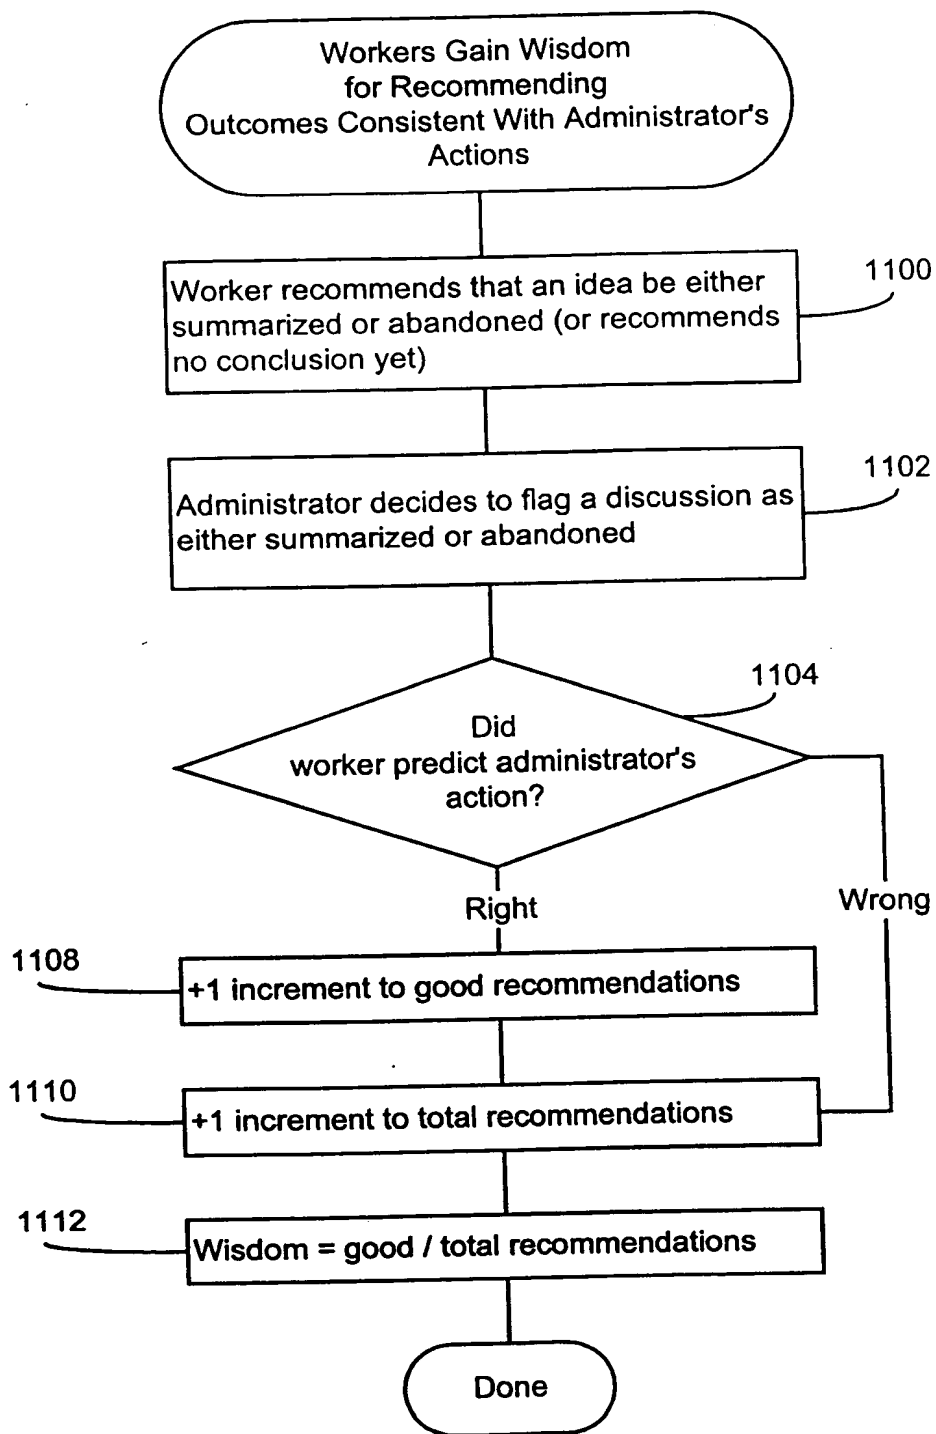 Workers Gain Wisdom
for Recommending
Outcomes Consistent With Administrator's
Actions
1100
Worker recommends that an idea be either
summarized or abandoned (or recommends
no conclusion yet)
1102
Administrator decides to flag a discussion as
either summarized or abandoned
1104
Did
worker predict administrator's
action?
Right
Wrong
1108
+1 increment to good recommendations
1110
+1 increment to total recommendations
1112
Wisdom = good / total recommendations
Done